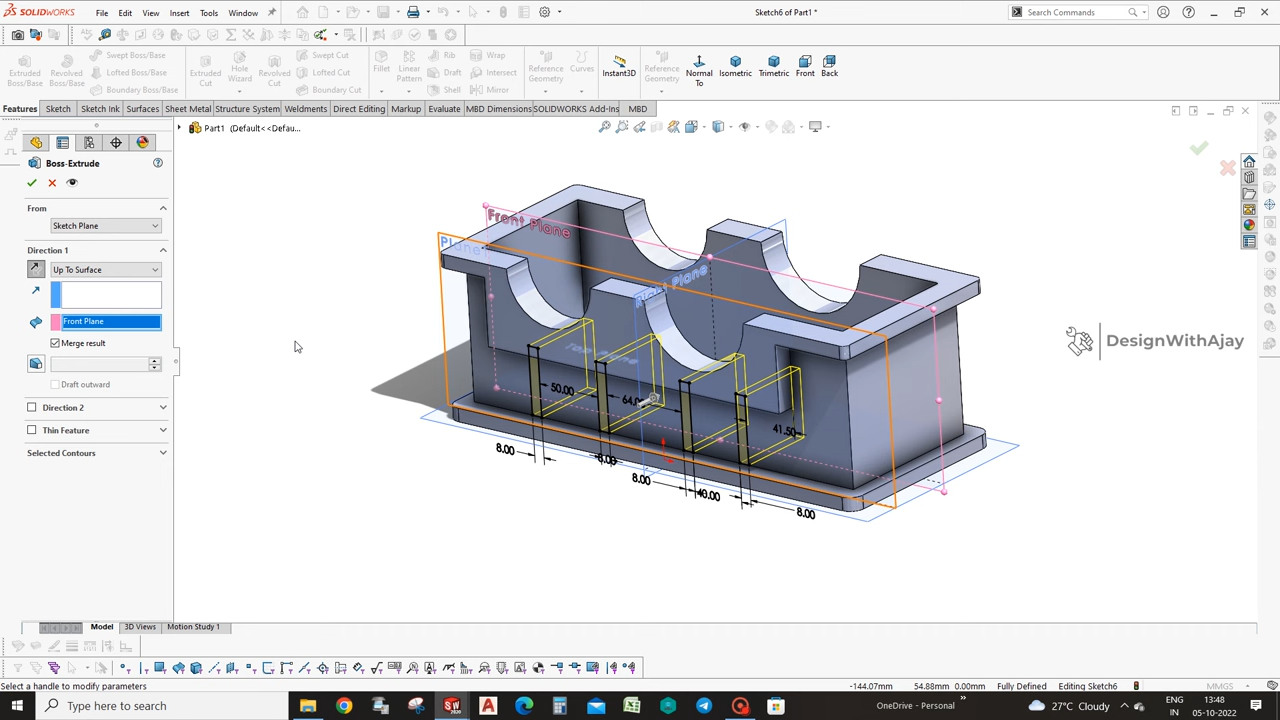 SOLIDWORKS
File
Edit
View
Insert
Tools
Window
Sketch6 of Part1 *
Search Commands
Extruded Boss/Base
Revolved Boss/Base
Swept Boss/Base
Lofted Boss/Base
Boundary Boss/Base
Extruded Cut
Hole Wizard
Revolved Cut
Swept Cut
Lofted Cut
Boundary Cut
Fillet
Linear Pattern
Rib
Draft
Shell
Wrap
Intersect
Mirror
Reference Geometry
Curves
Instant3D
Reference Geometry
Normal To
Isometric
Trimetric
Front
Back
Features
Sketch
Sketch Ink
Surfaces
Sheet Metal
Structure System
Weldments
Direct Editing
Markup
Evaluate
MBD Dimensions
SOLIDWORKS Add-Ins
MBD
Part1 (Default<<Defau...
Boss-Extrude
From
Sketch Plane
Direction 1
Up To Surface
Front Plane
Merge result
Draft outward
Direction 2
Thin Feature
Selected Contours
Front Plane
Plane
Right Plane
Top Plane
50.00
64.0
41.50
8.00
8.00
8.00
40.00
8.00
DesignWithAjay
Model
3D Views
Motion Study 1
Select a handle to modify parameters
-144.07mm
54.88mm 0.00mm
Fully Defined
Editing Sketch6
MMGS
Type here to search
SW
2020
OneDrive - Personal
27°C Cloudy
ENG
IN
13:48
05-10-2022